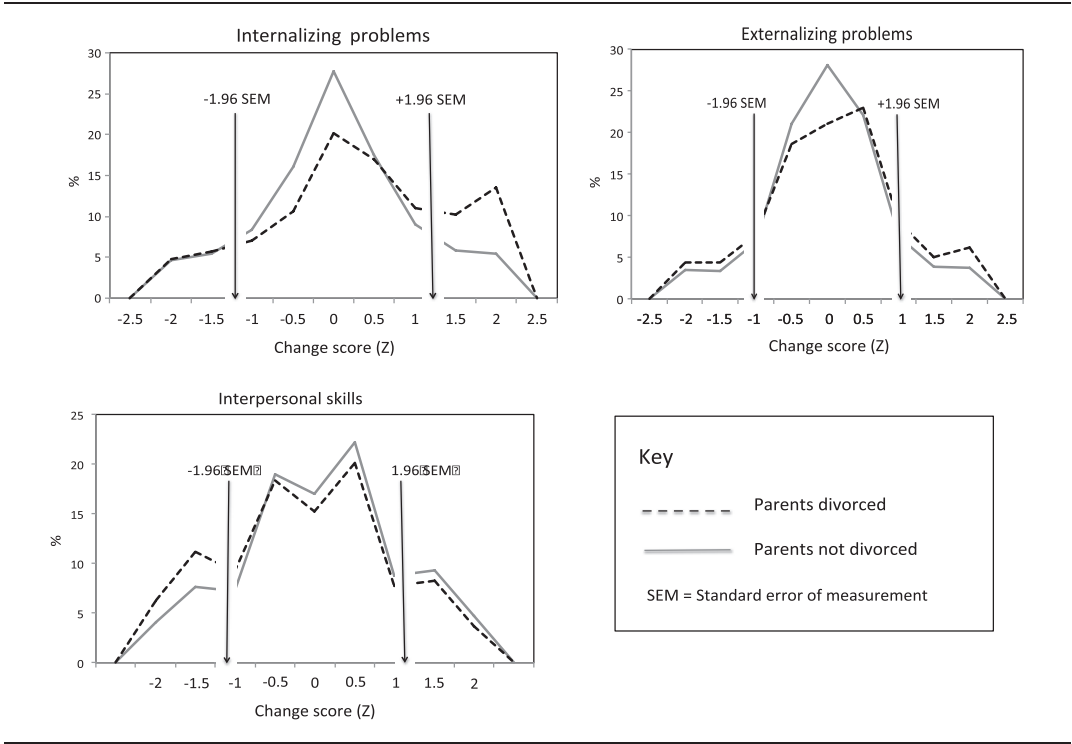 Internalizing problems
30
25
20
15
10
5
0
%
-1.96 SEM
+1.96 SEM
-2.5 -2 -1.5 -1 -0.5 0 0.5 1 1.5 2 2.5
Change score (Z)
Externalizing problems
30
25
20
15
10
5
0
%
-1.96 SEM
+1.96 SEM
-2.5 -2 -1.5 -1 -0.5 0 0.5 1 1.5 2 2.5
Change score (Z)
Interpersonal skills
25
20
15
10
5
0
%
-1.96⍰SEM⍰
1.96⍰SEM⍰
-2 -1.5 -1 -0.5 0 0.5 1 1.5 2
Change score (Z)
Key
Parents divorced
Parents not divorced
SEM = Standard error of measurement